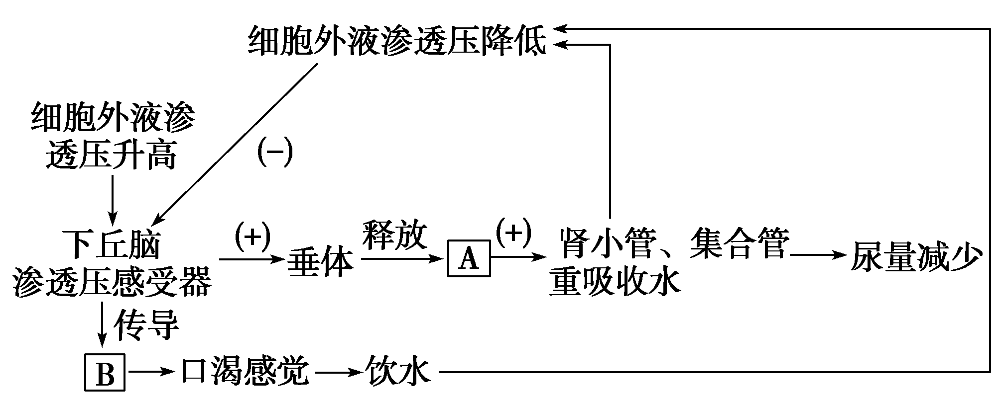 细胞外液渗透压降低
细胞外液渗
透压升高
(−)
下丘脑
渗透压感受器
(+)
垂体
释放
A
(+)
肾小管、集合管
重吸收水
尿量减少
传导
B
口渴感觉
饮水